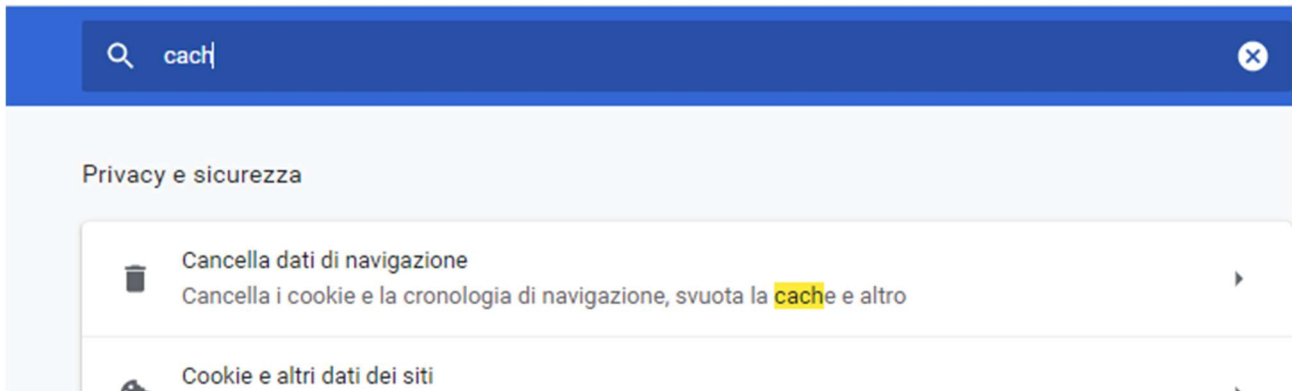 cach
Privacy e sicurezza
Cancella dati di navigazione
Cancella i cookie e la cronologia di navigazione, svuota la cache e altro
Cookie e altri dati dei siti